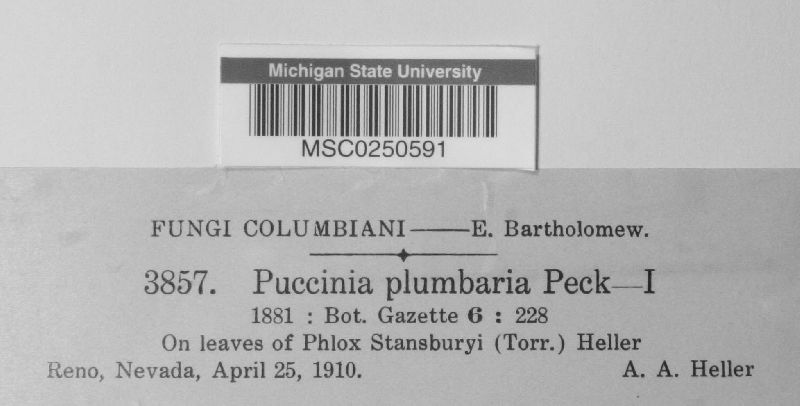 Michigan State University
MSC0250591
FUNGI COLUMBIANI——E. Bartholomew.
3857. Puccinia plumbaria Peck—I
1881 : Bot. Gazette 6 : 228
On leaves of Phlox Stansburyi (Torr.) Heller
Reno, Nevada, April 25, 1910. A. A. Heller